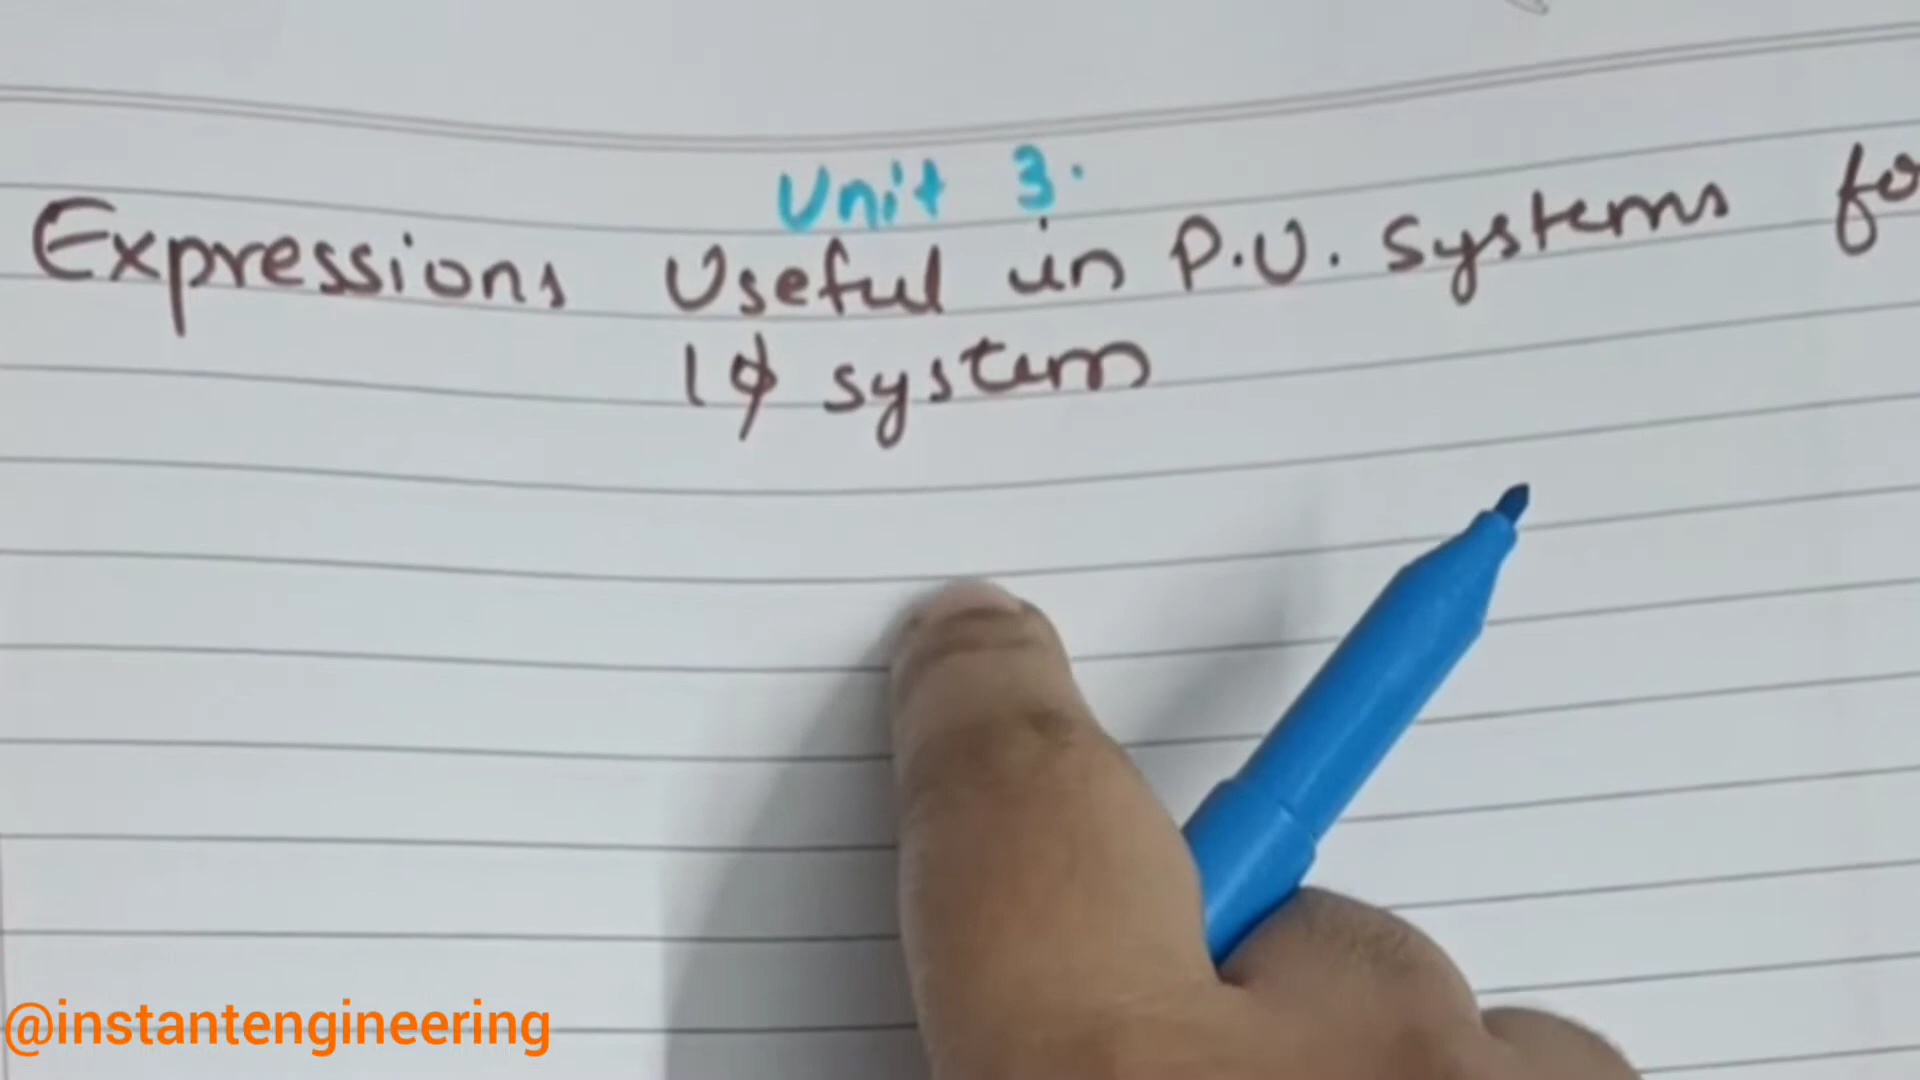 Unit 3.
Expressions Useful in P.U. Systems fo
1φ system
@instantengineering